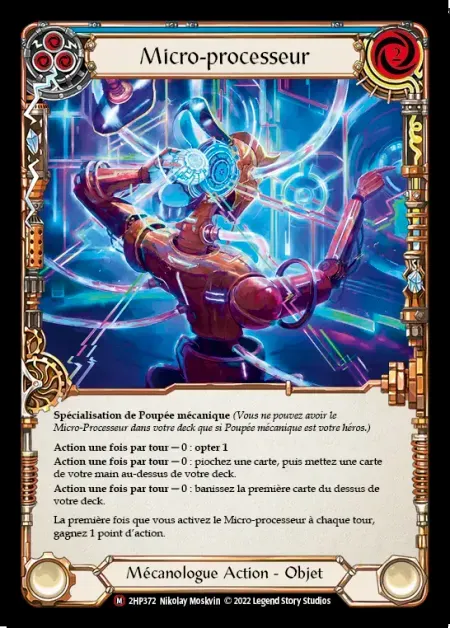 Micro-processeur
2
Spécialisation de Poupée mécanique (Vous ne pouvez avoir le
Micro-Processeur dans votre deck que si Poupée mécanique est votre héros.)
Action une fois par tour — 0 : opter 1
Action une fois par tour — 0 : piochez une carte, puis mettez une carte
de votre main au-dessus de votre deck.
Action une fois par tour — 0 : banissez la première carte du dessus de
votre deck.
La première fois que vous activez le Micro-processeur à chaque tour,
gagnez 1 point d'action.
Mécanologue Action - Objet
M 2HP372 Nikolay Moskvin © 2022 Legend Story Studios